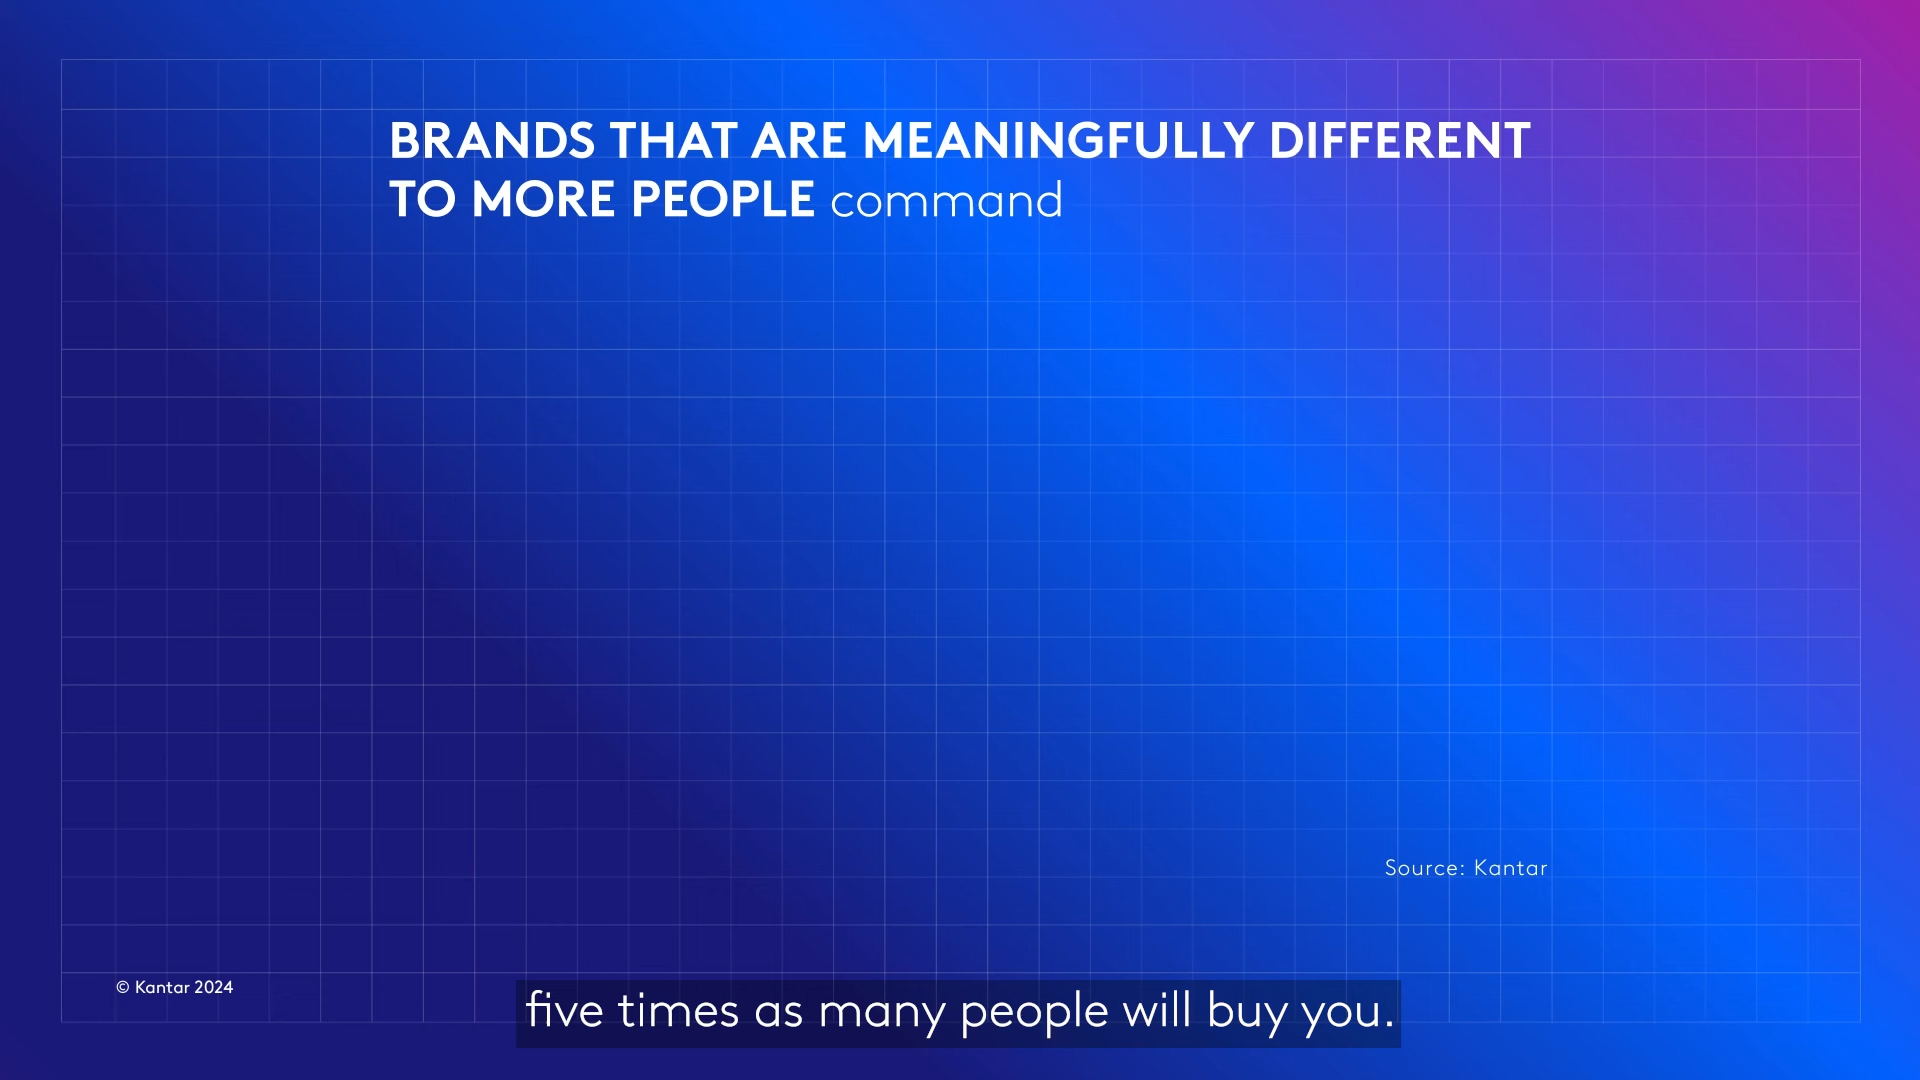 BRANDS THAT ARE MEANINGFULLY DIFFERENT
TO MORE PEOPLE command
Source: Kantar
© Kantar 2024
five times as many people will buy you.